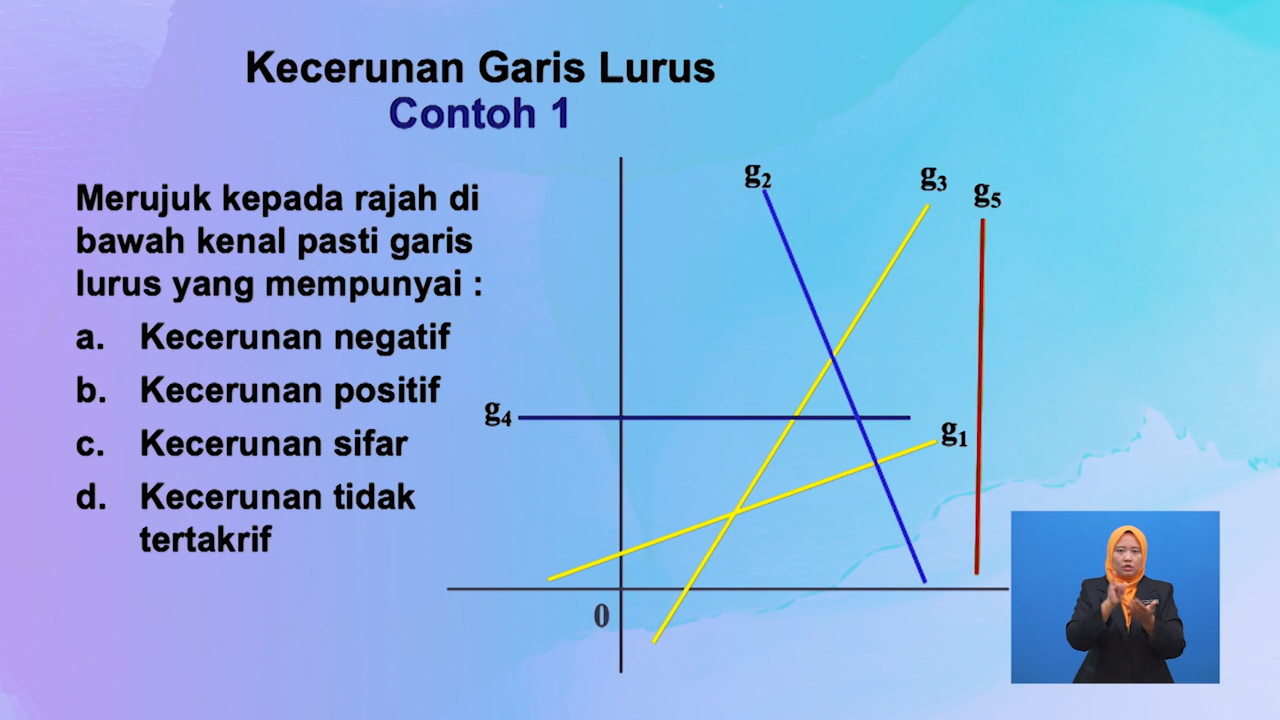 Kecerunan Garis Lurus
Contoh 1
Merujuk kepada rajah di
bawah kenal pasti garis
lurus yang mempunyai :
a. Kecerunan negatif
b. Kecerunan positif
c. Kecerunan sifar
d. Kecerunan tidak
tertakrif
g₂
g₃
g₅
g₄
g₁
0